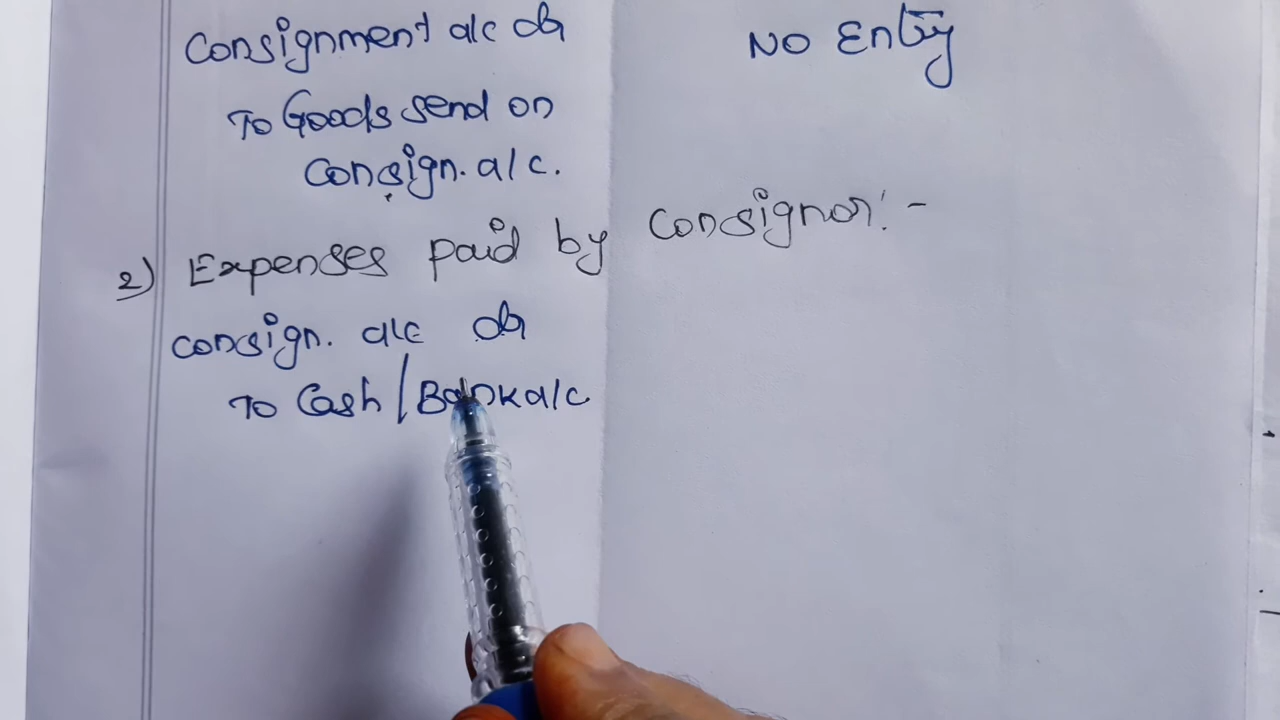 Consignment a/c dr
No Entry
To Goods send on
Consign. a/c.
2) Expenses paid by Consignor:-
consign. a/c dr
To Cash/Bank a/c